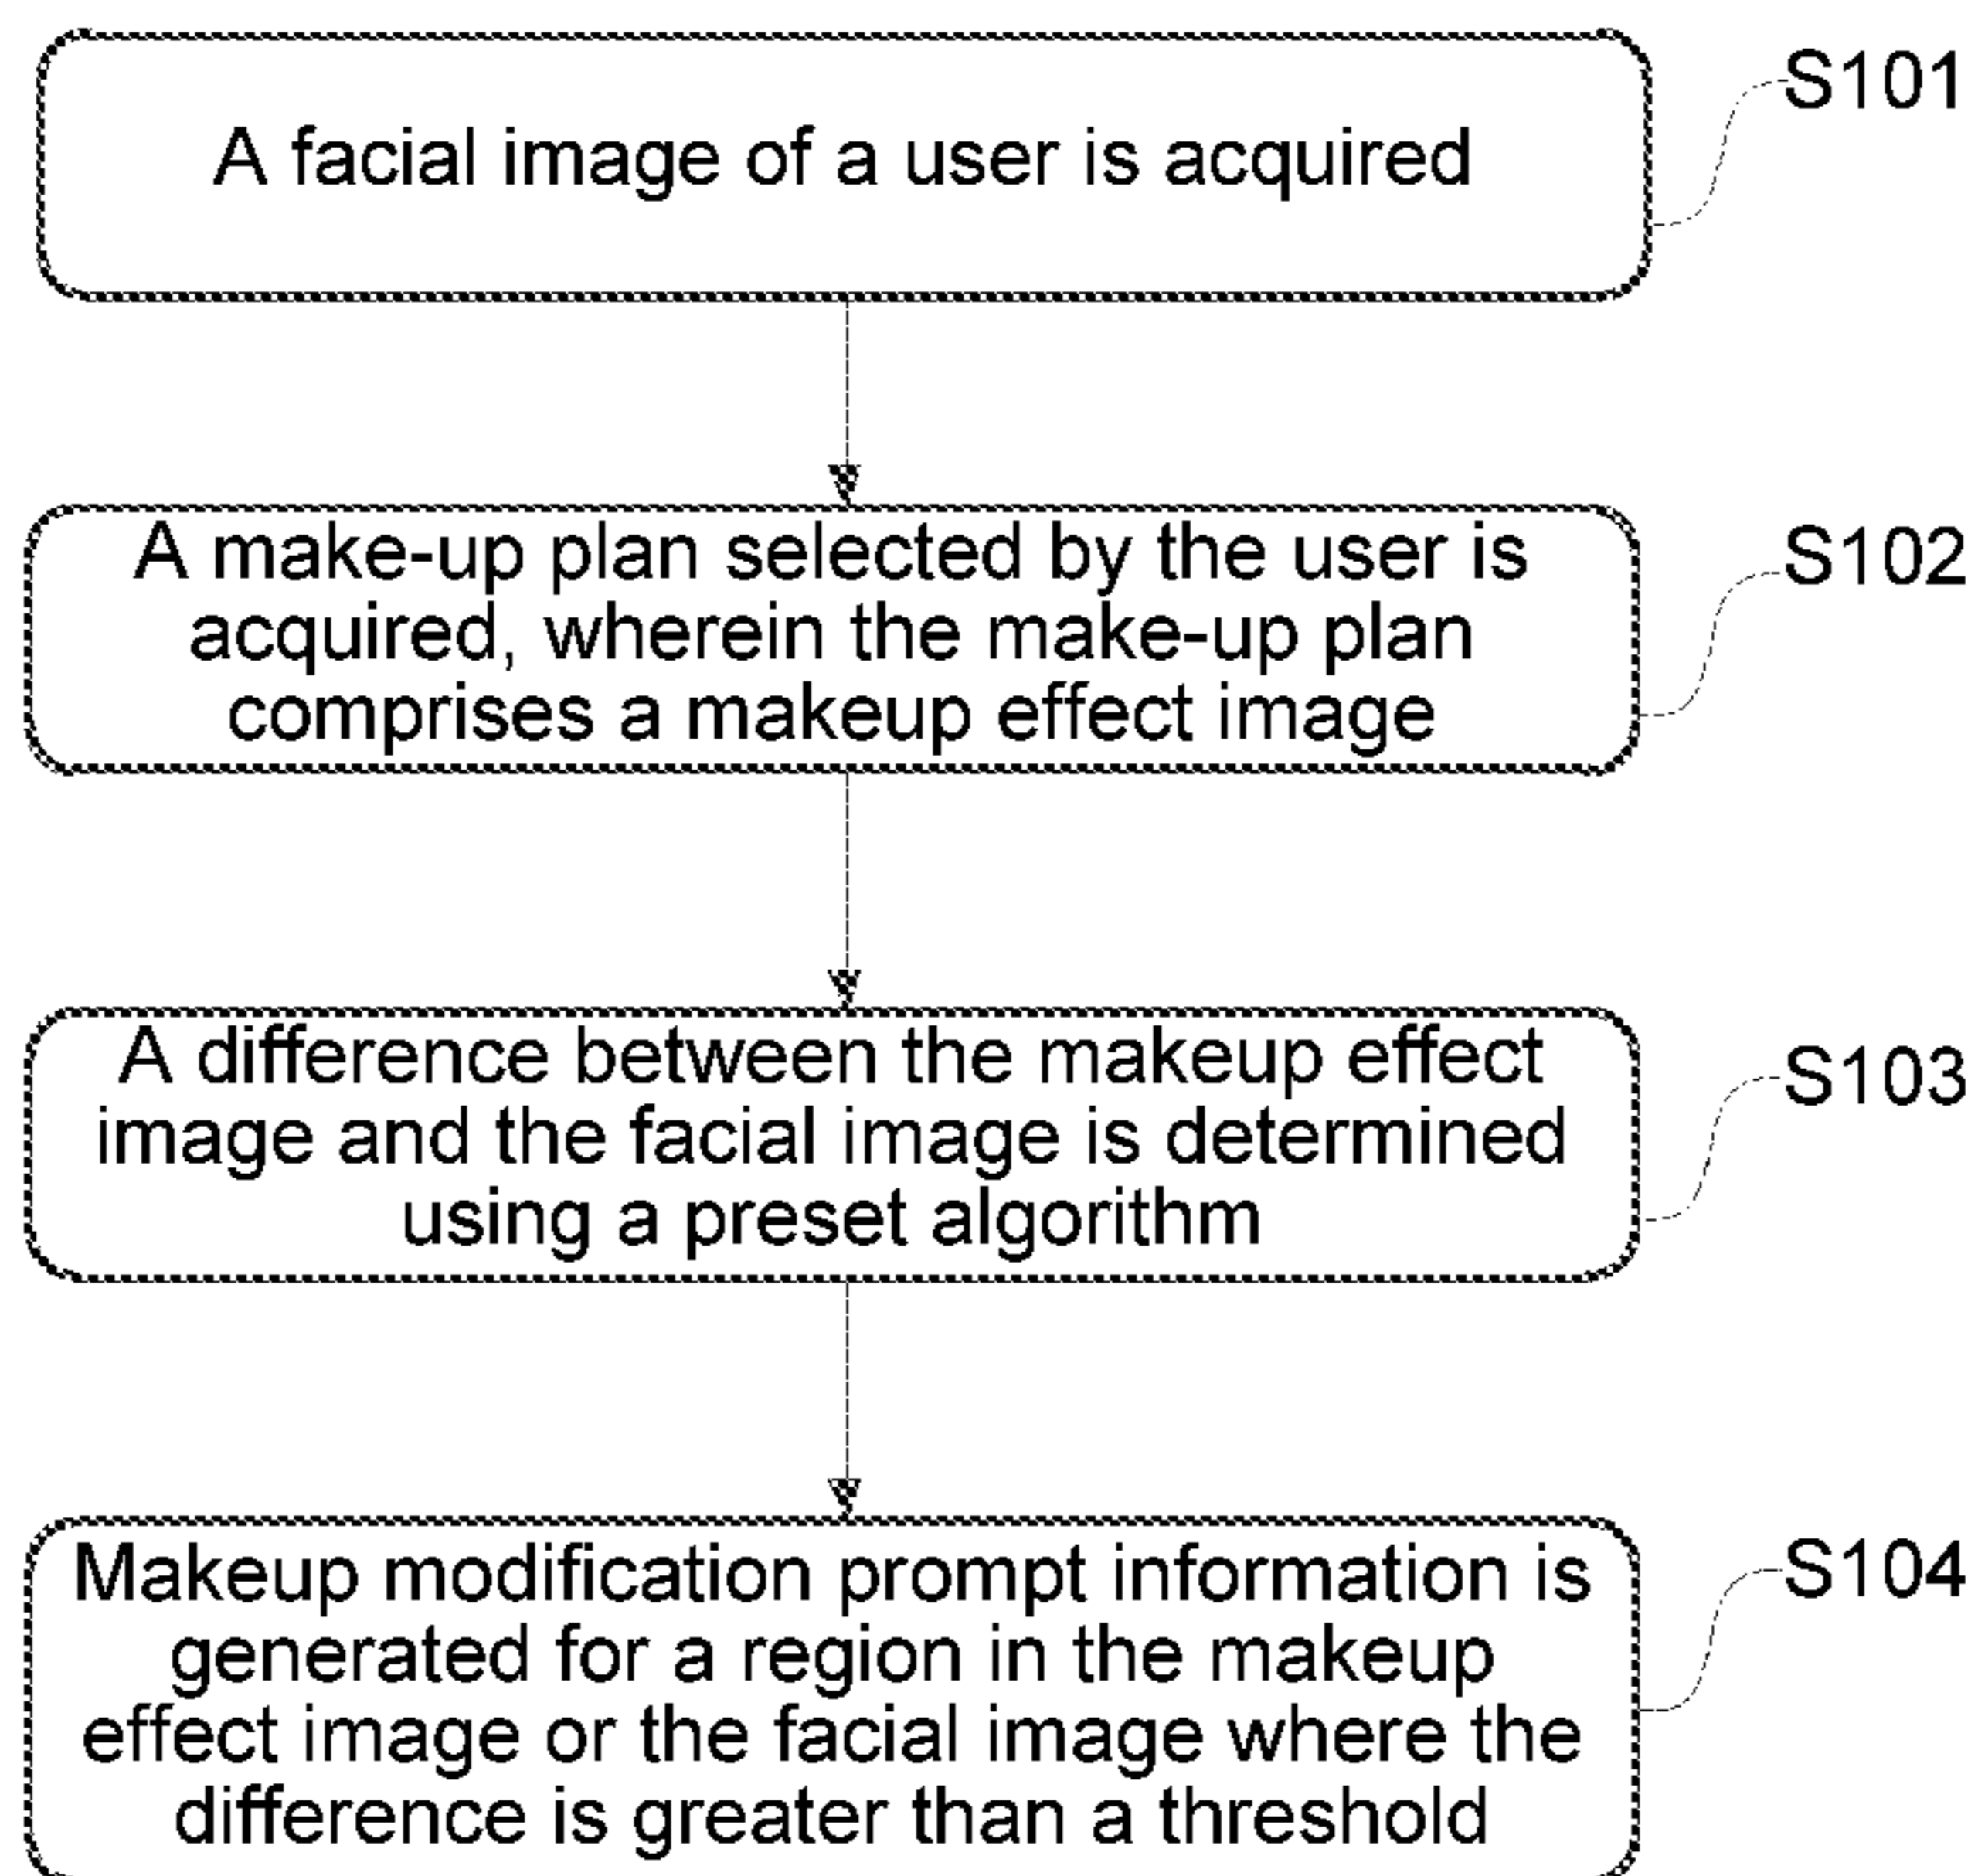 A facial image of a user is acquired
S101
A make-up plan selected by the user is
acquired, wherein the make-up plan
comprises a makeup effect image
S102
A difference between the makeup effect
image and the facial image is determined
using a preset algorithm
S103
Makeup modification prompt information is
generated for a region in the makeup
effect image or the facial image where the
difference is greater than a threshold
S104